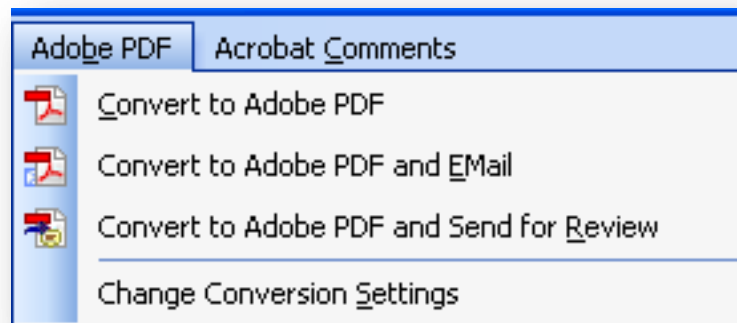 Adobe PDF Acrobat Comments
Convert to Adobe PDF
Convert to Adobe PDF and EMail
Convert to Adobe PDF and Send for Review
Change Conversion Settings